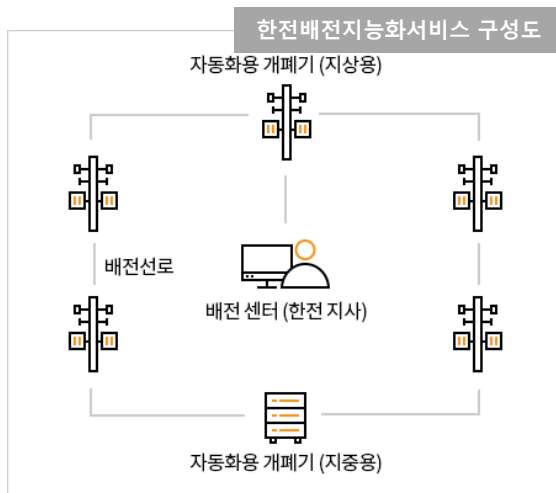 한전배전지능화서비스 구성도
자동화용 개폐기 (지상용)
배전선로
배전 센터 (한전 지사)
자동화용 개폐기 (지중용)